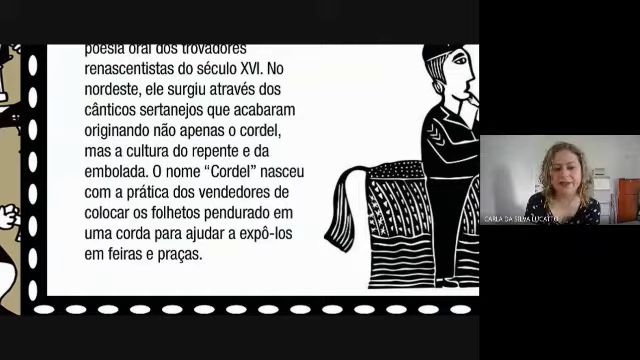 poesia oral dos trovadores
renascentistas do século XVI. No
nordeste, ele surgiu através dos
cânticos sertanejos que acabaram
originando não apenas o cordel,
mas a cultura do repente e da
embolada. O nome “Cordel” nasceu
com a prática dos vendedores de
colocar os folhetos pendurado em
uma corda para ajudar a expô-los
em feiras e praças.
CARLA DA SILVA LUCATTO